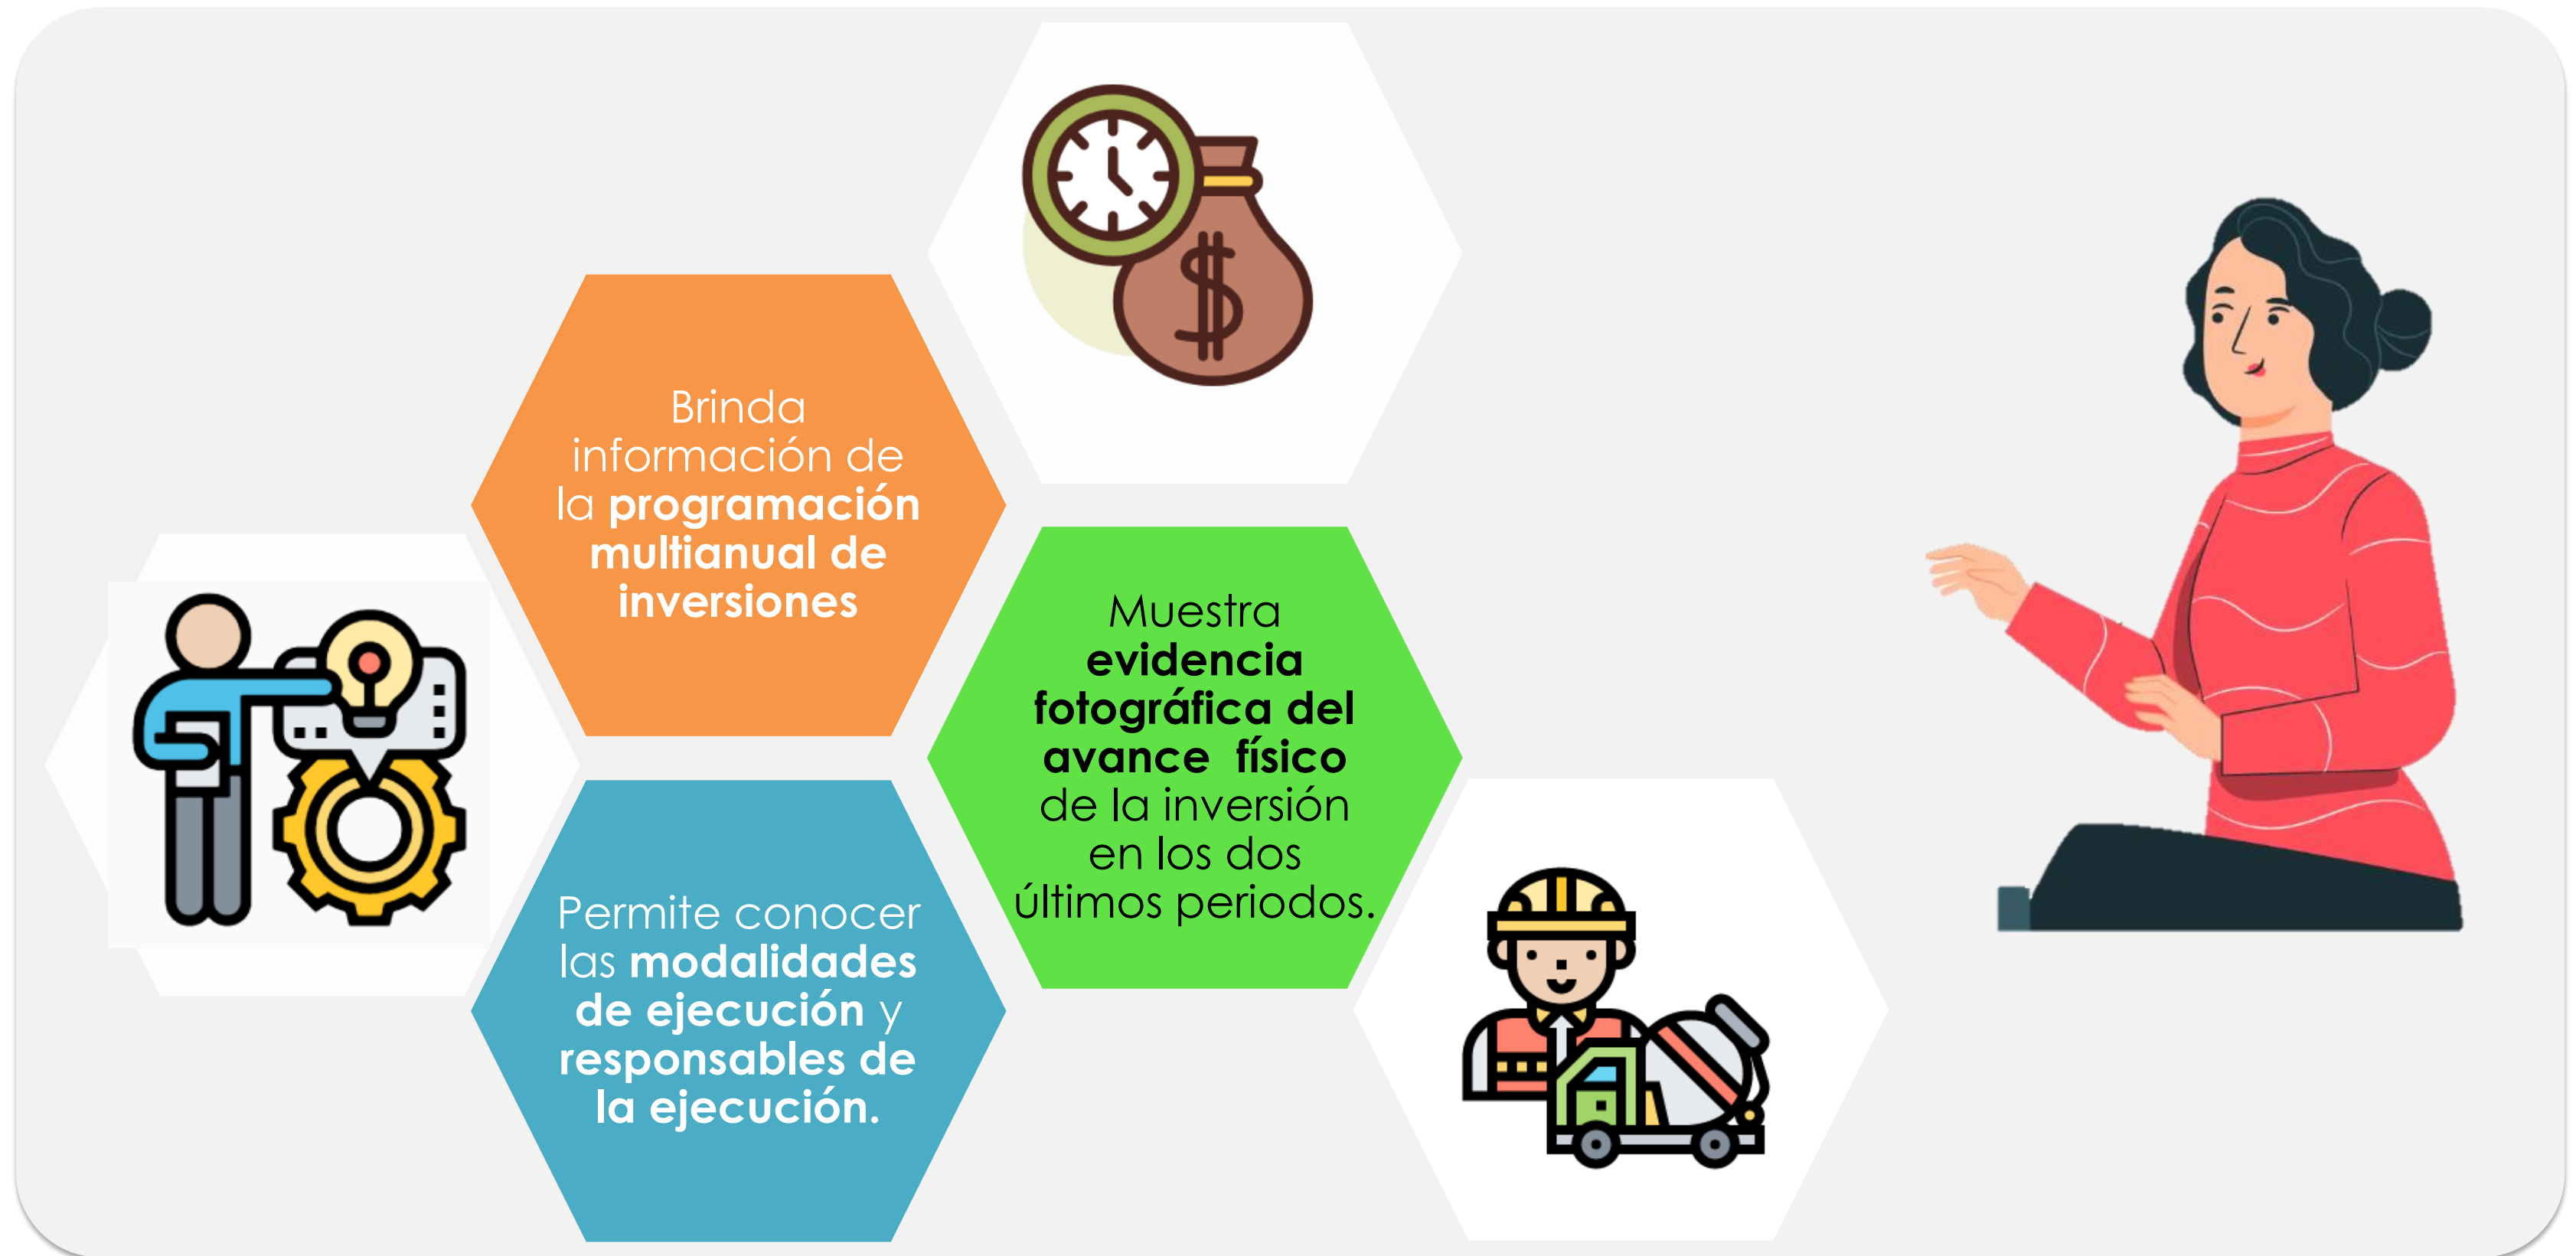 Brinda
información de
la programación
multianual de
inversiones
Muestra
evidencia
fotográfica del
avance físico
de la inversión
en los dos
últimos periodos.
Permite conocer
las modalidades
de ejecución y
responsables de
la ejecución.